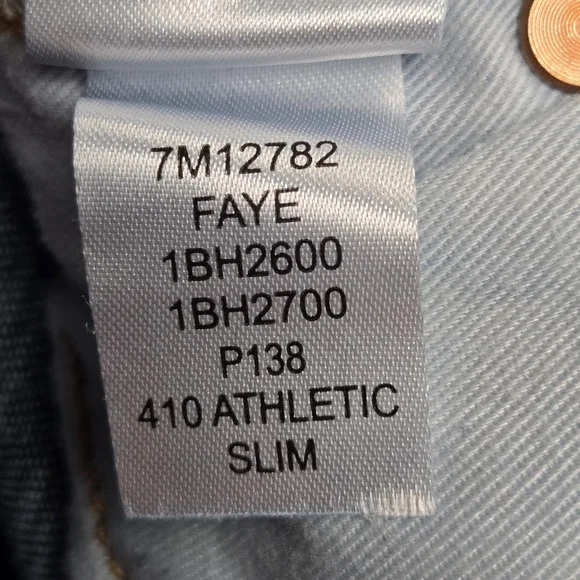 7M12782
FAYE
1BH2600
1BH2700
P138
410 ATHLETIC
SLIM